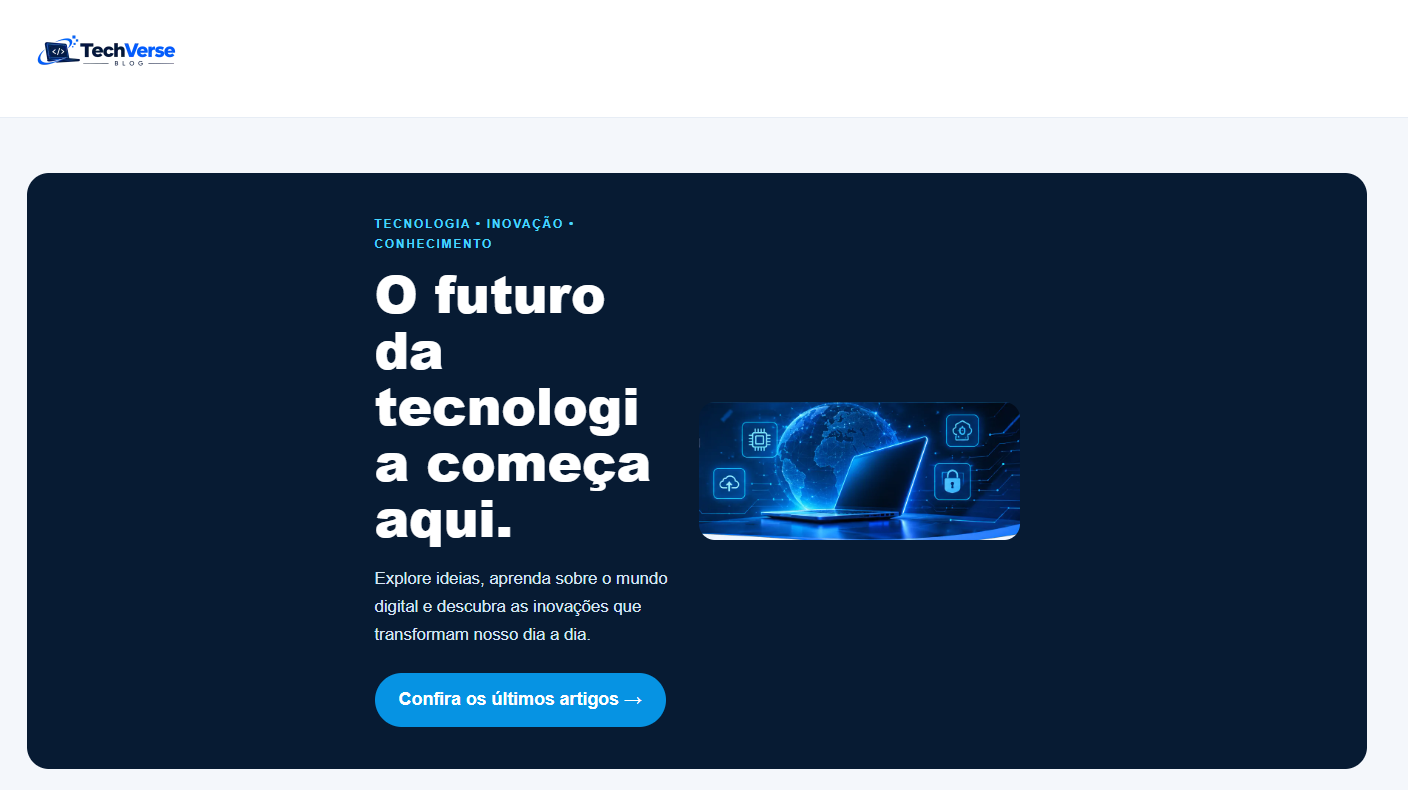 </>
TechVerse
BLOG
TECNOLOGIA • INOVAÇÃO •
CONHECIMENTO
O futuro
da
tecnologi
a começa
aqui.
Explore ideias, aprenda sobre o mundo
digital e descubra as inovações que
transformam nosso dia a dia.
Confira os últimos artigos →